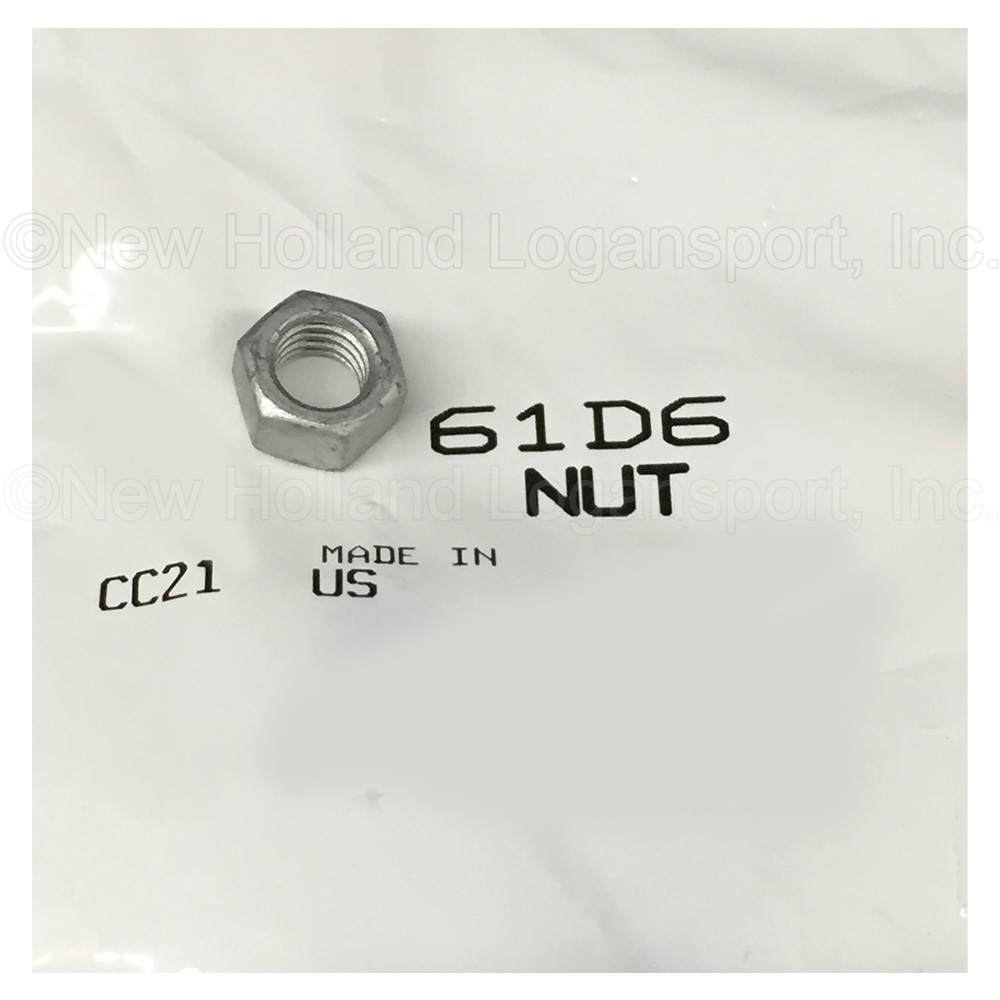 ©New Holland Logansport, Inc.
61D6
NUT
©New Holland Logansport, Inc.
MADE IN
CC21 US